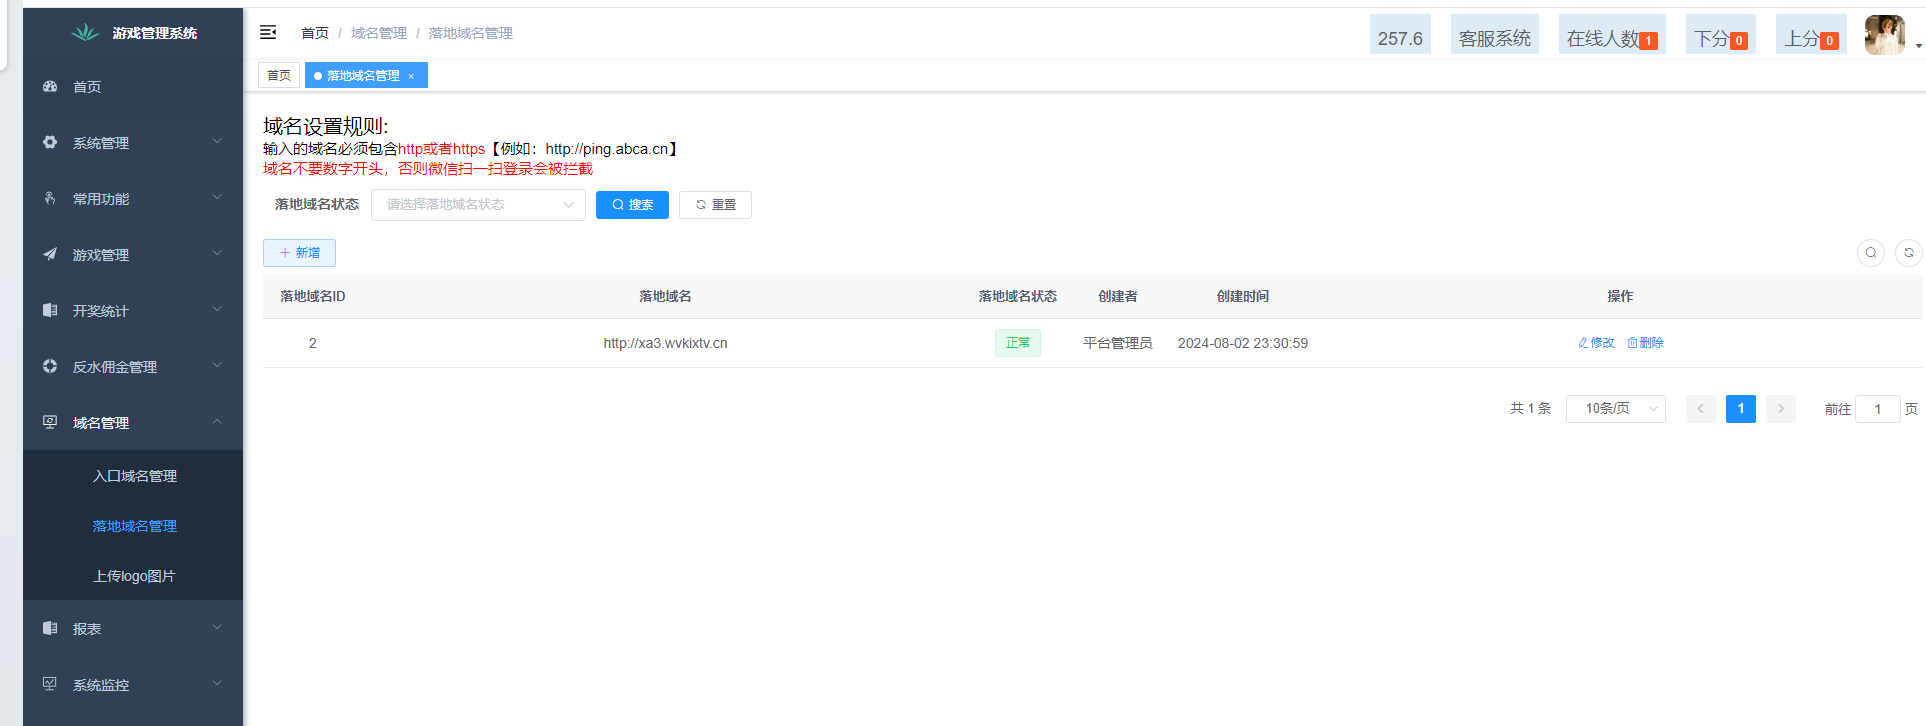 游戏管理系统
首页 / 域名管理 / 落地域名管理
257.6
客服系统
在线人数 1
下分 0
上分 0
首页
落地域名管理 ×
首页
系统管理
常用功能
游戏管理
开奖统计
反水佣金管理
域名管理
入口域名管理
落地域名管理
上传logo图片
报表
系统监控
域名设置规则:
输入的域名必须包含http或者https【例如：http://ping.abca.cn】
域名不要数字开头，否则微信扫一扫登录会被拦截
落地域名状态 请选择落地域名状态 搜索 重置
+ 新增
落地域名ID 落地域名 落地域名状态 创建者 创建时间 操作
2 http://xa3.wvkixtv.cn 正常 平台管理员 2024-08-02 23:30:59 修改 删除
共 1 条 10条/页 < 1 > 前往 1 页